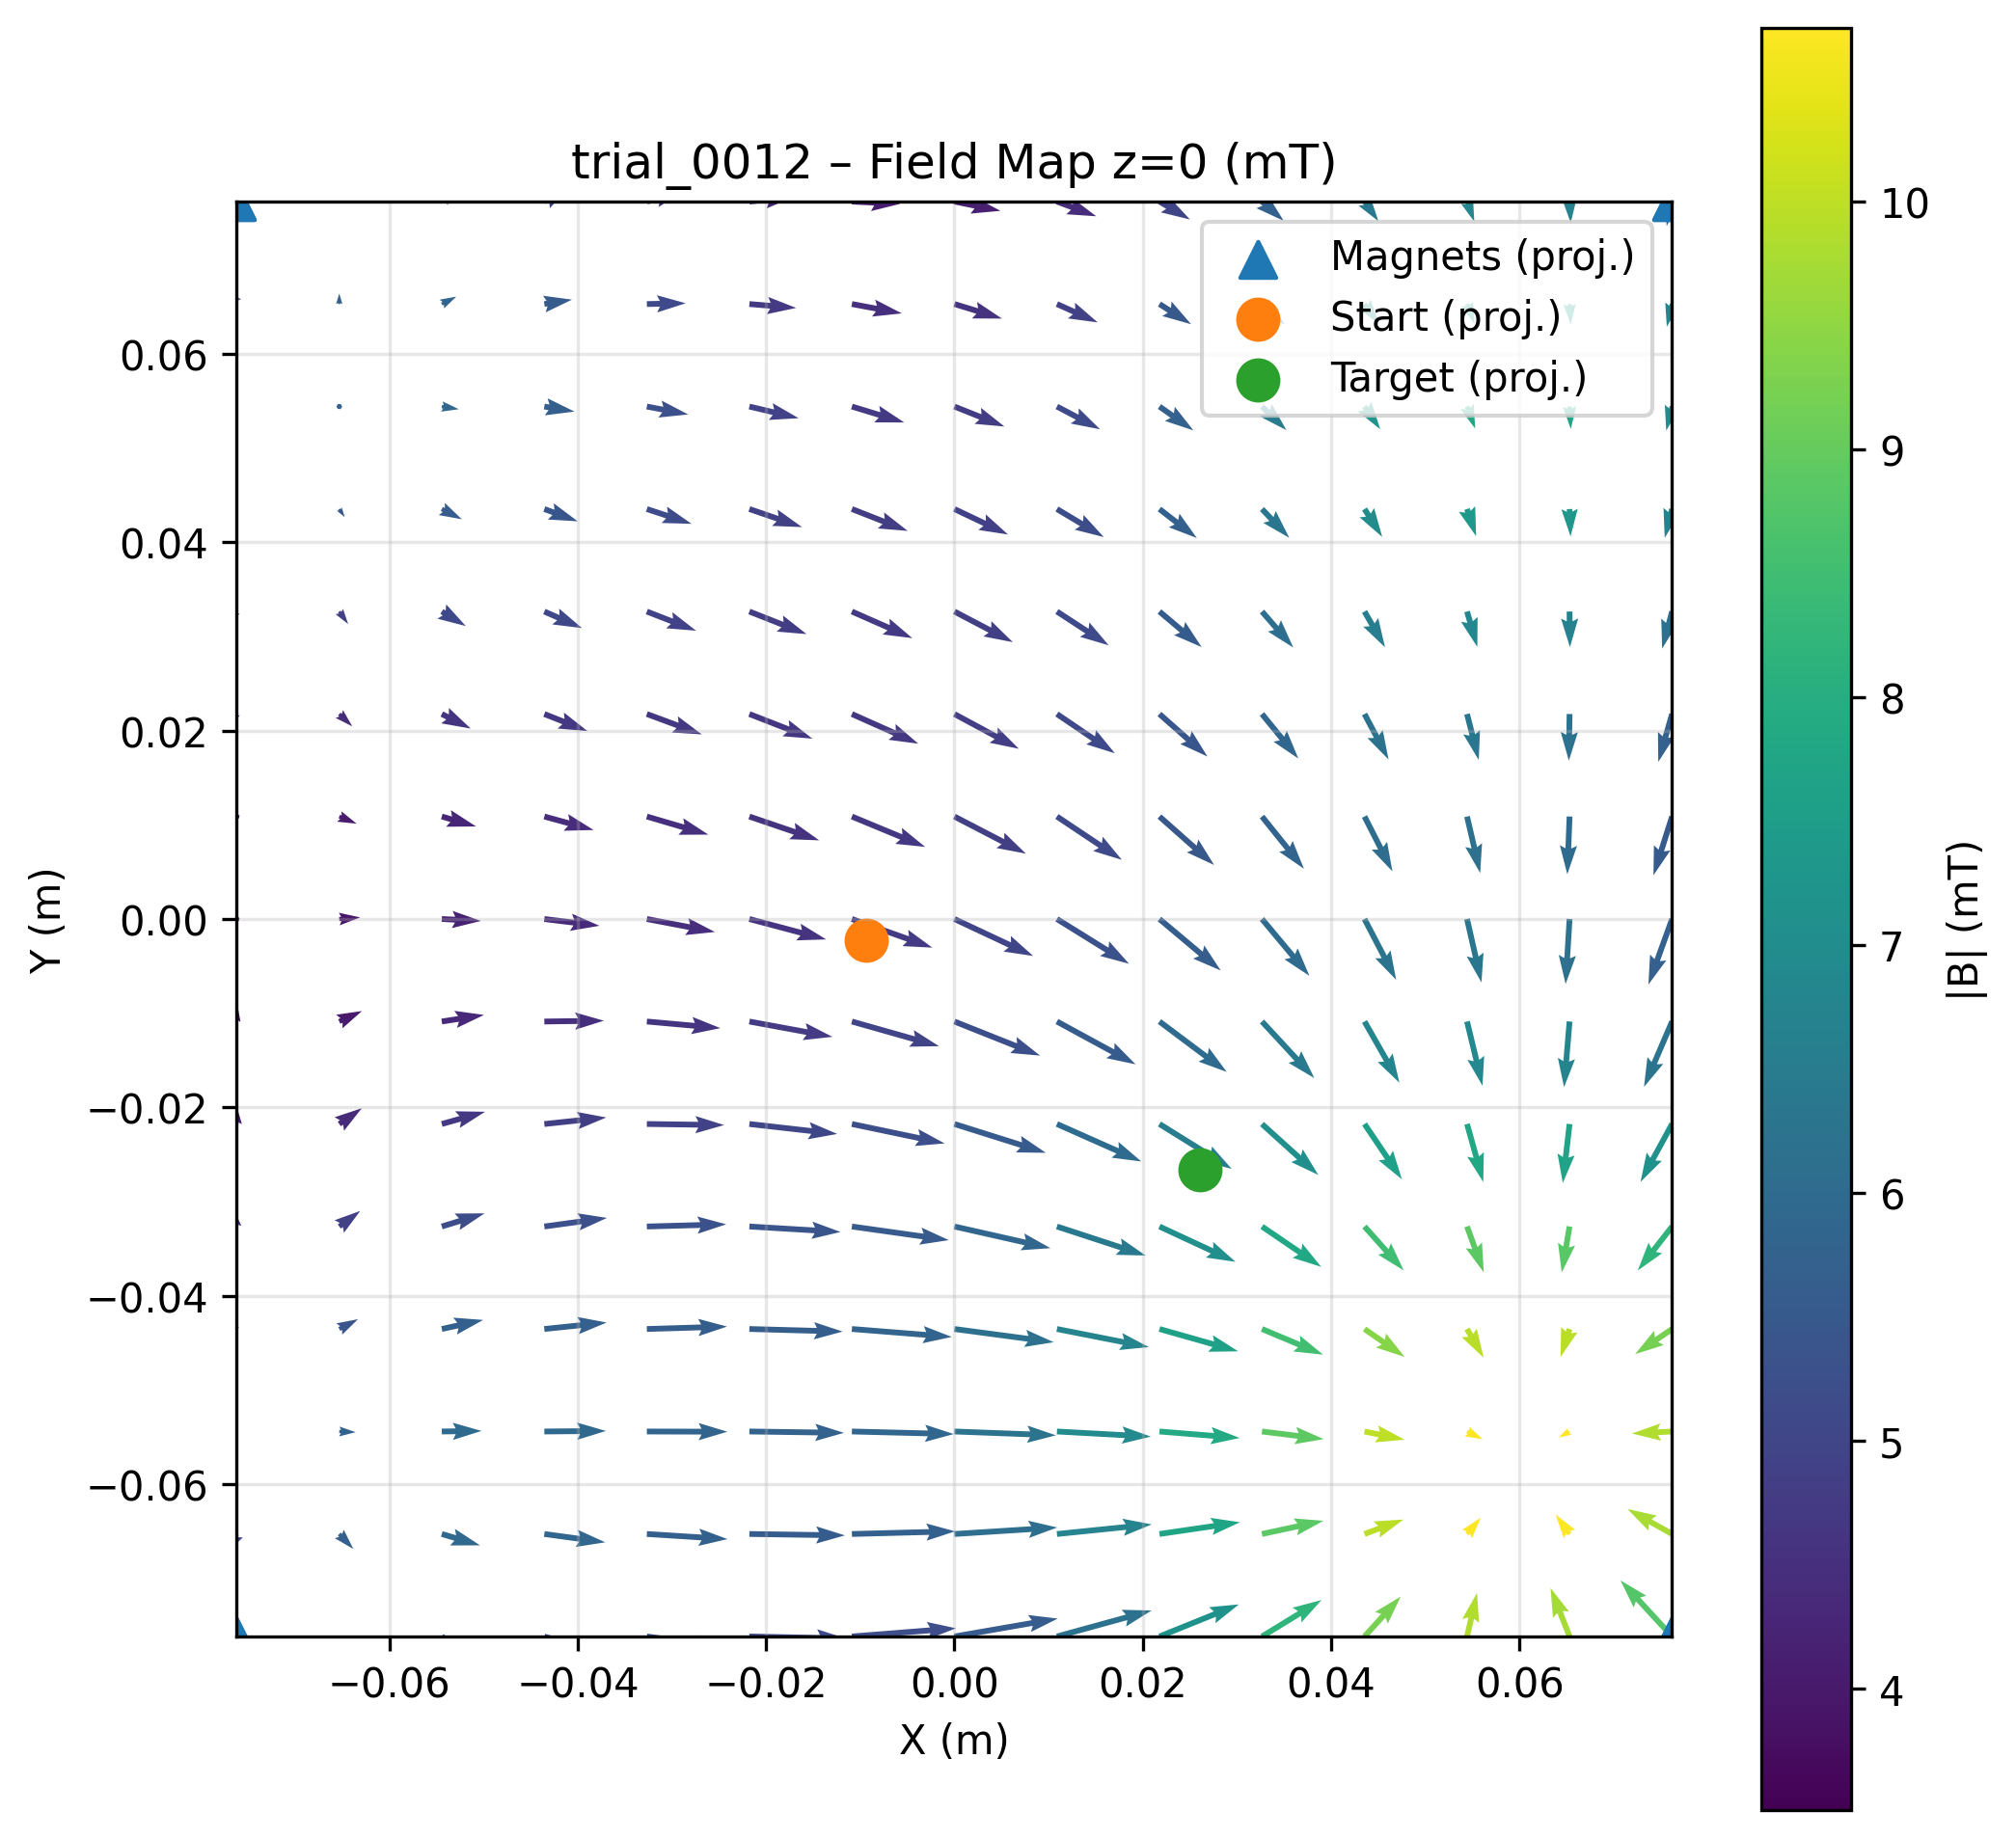 trial_0012 – Field Map z=0 (mT)
Magnets (proj.)
Start (proj.)
Target (proj.)
0.06
0.04
0.02
0.00
−0.02
−0.04
−0.06
Y (m)
−0.06 −0.04 −0.02 0.00 0.02 0.04 0.06
X (m)
10
9
8
7
6
5
4
|B| (mT)